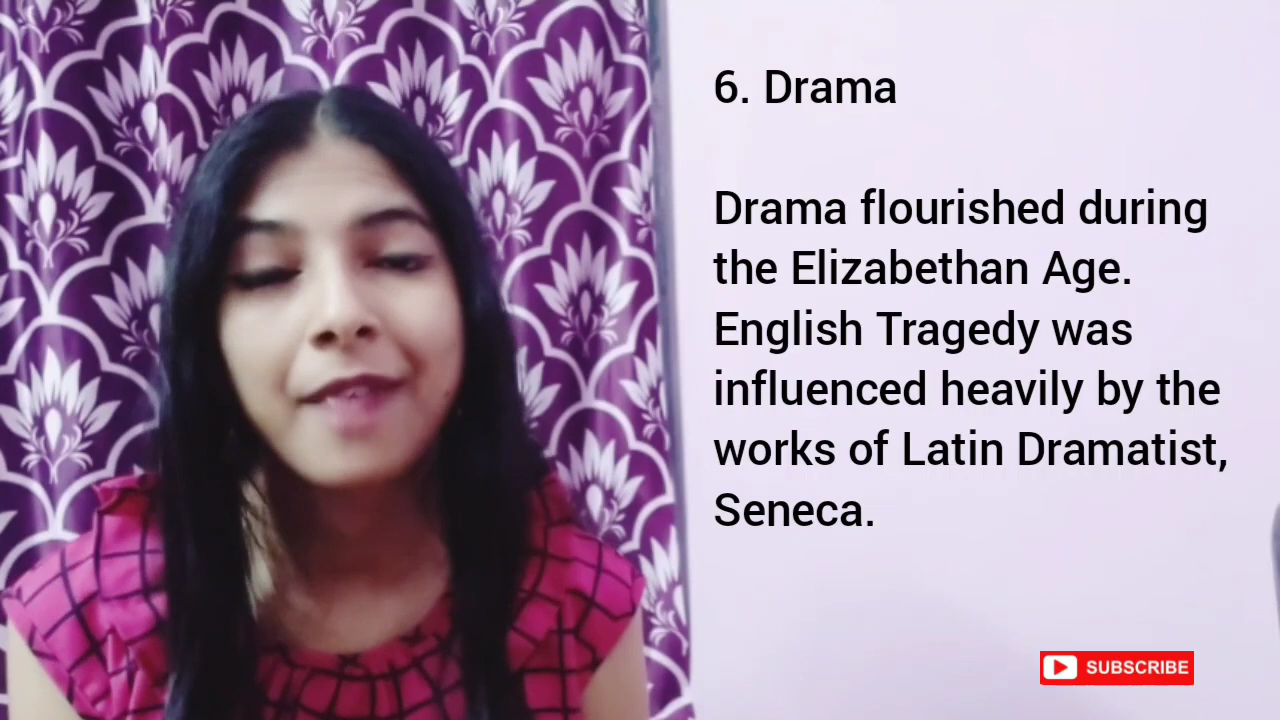 6. Drama
Drama flourished during
the Elizabethan Age.
English Tragedy was
influenced heavily by the
works of Latin Dramatist,
Seneca.
SUBSCRIBE